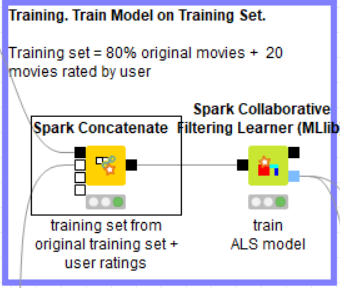 Training. Train Model on Training Set.
Training set = 80% original movies + 20
movies rated by user
Spark Collaborative
Spark Concatenate Filtering Learner (MLlib
training set from
original training set +
user ratings
train
ALS model